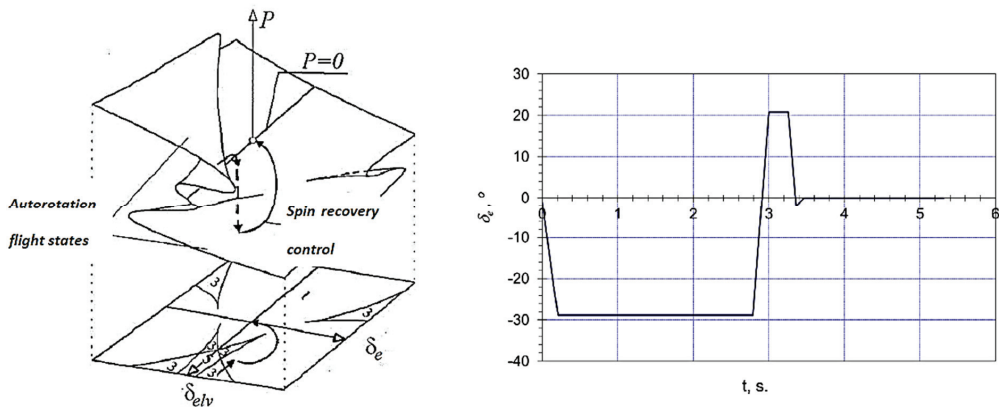 P
P=0
Autorotation
flight states
Spin recovery
control
3
3
3
3
3
3
δe
δelv
30
20
10
0
-10
-20
-30
-40
δe, °
0 1 2 3 4 5 6
t, s.